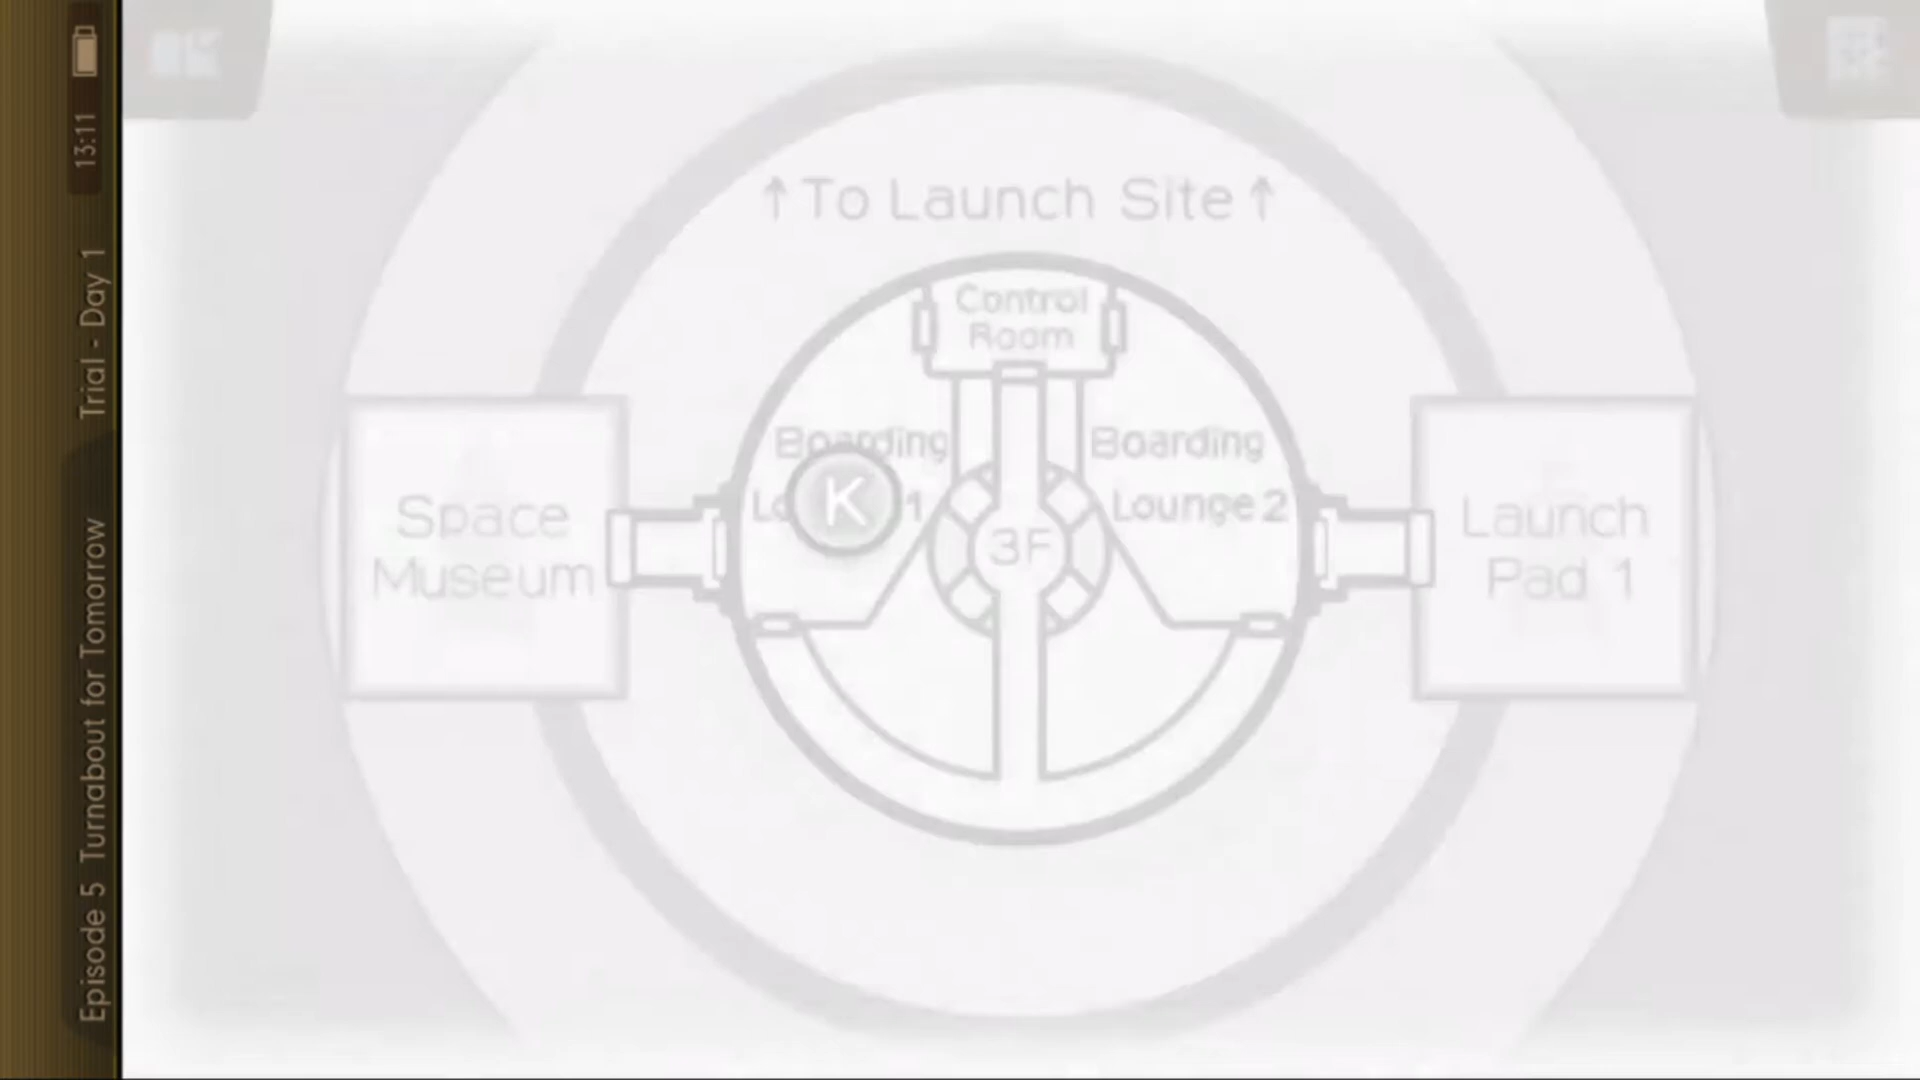 13:11
Trial - Day 1
Episode 5 Turnabout for Tomorrow
↑To Launch Site↑
Control
Room
Boarding
1
Boarding
Lounge 2
K
3F
Space
Museum
Launch
Pad 1